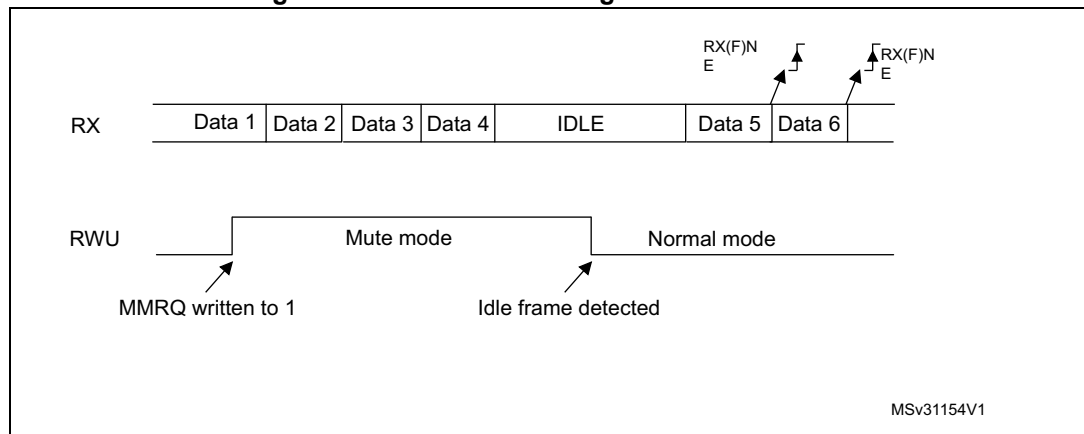 RX(F)N
E
RX(F)N
E
RX Data 1 Data 2 Data 3 Data 4 IDLE Data 5 Data 6
RWU Mute mode Normal mode
MMRQ written to 1 Idle frame detected
MSv31154V1